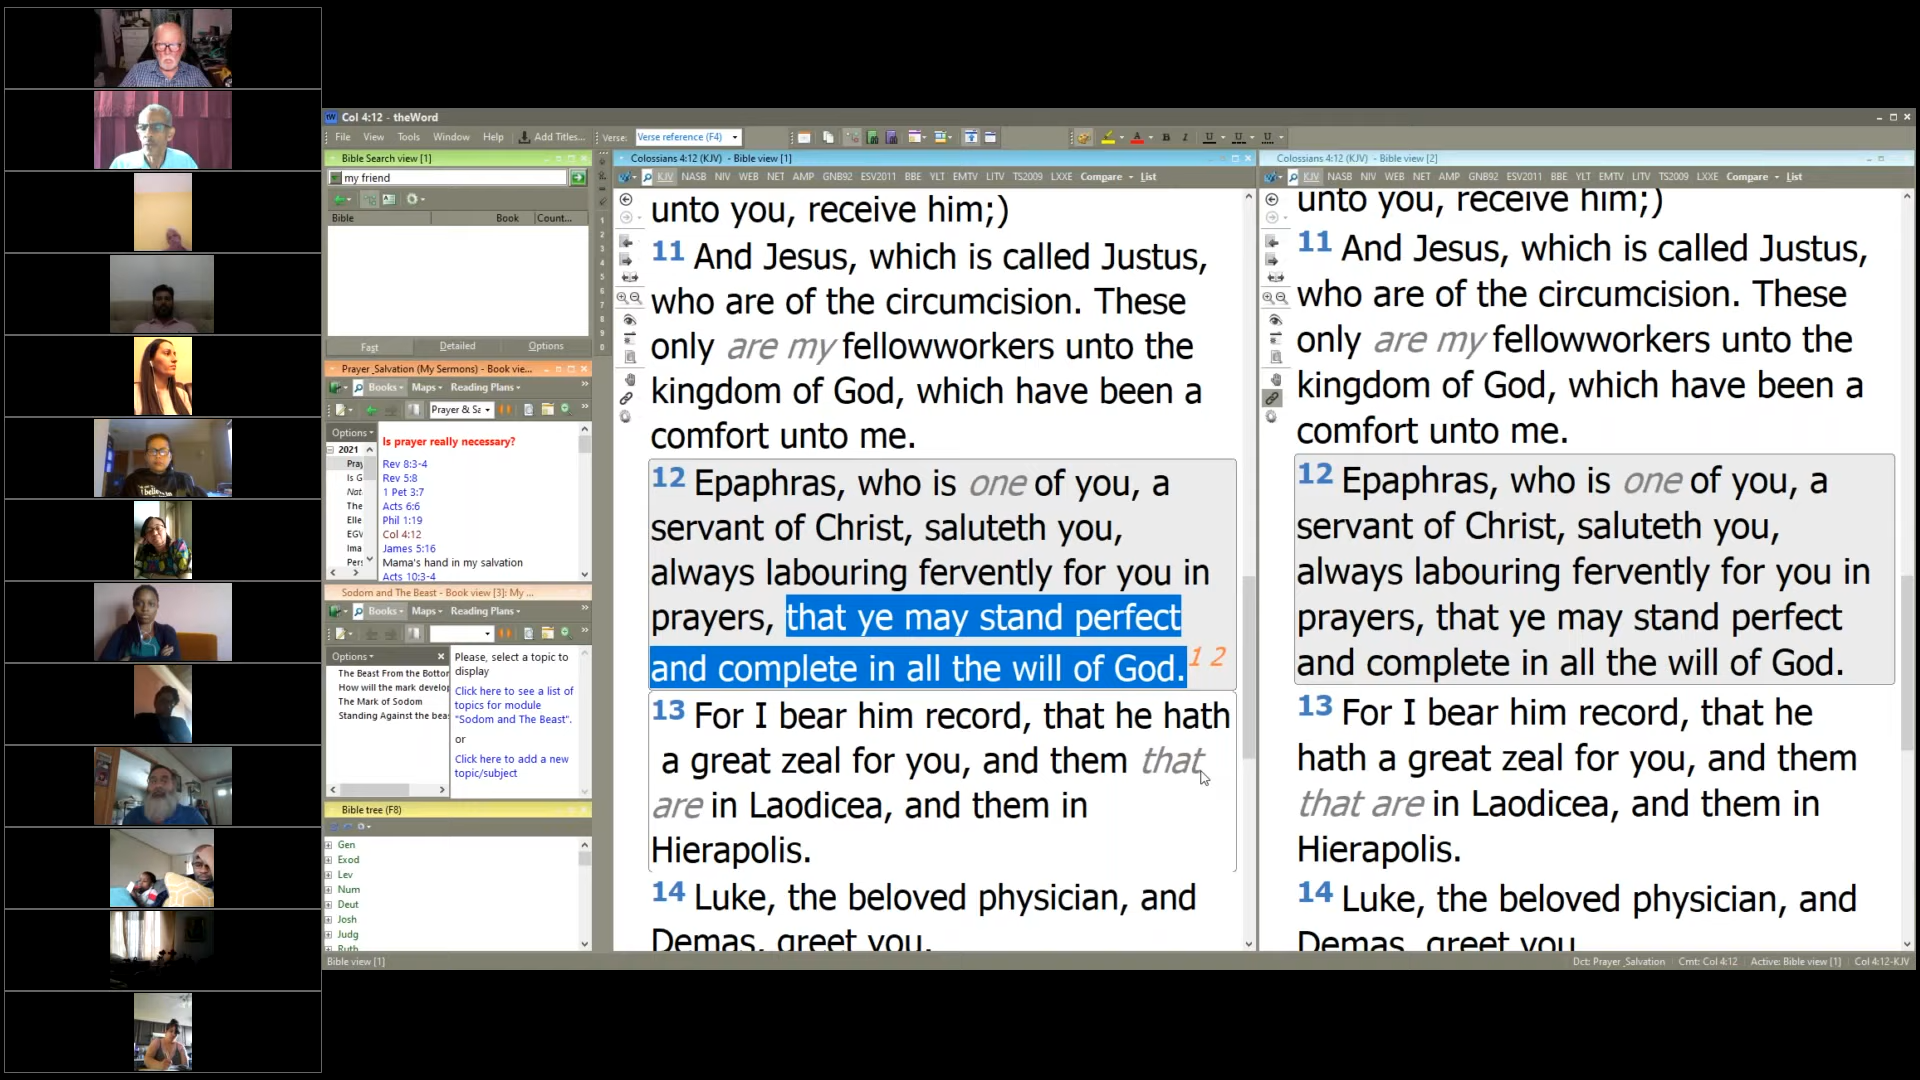 Col 4:12 - theWord
File View Tools Window Help Add Titles... Verse: Verse reference (F4)
Bible Search view [1]
my friend
Bible Book Count...
Fast Detailed Options
Prayer_Salvation (My Sermons) - Book vie...
Books Maps Reading Plans
Prayer & Sa
Options
2021
Pray
Is G
Nat
The
Elle
EGV
Ima
Pers
Is prayer really necessary?
Rev 8:3-4
Rev 5:8
1 Pet 3:7
Acts 6:6
Phil 1:19
Col 4:12
James 5:16
Mama's hand in my salvation
Acts 10:3-4
Sodom and The Beast - Book view [3]: My ...
Books Maps Reading Plans
Options
The Beast From the Bottor
How will the mark develop
The Mark of Sodom
Standing Against the beas
Please, select a topic to
display
Click here to see a list of
topics for module
"Sodom and The Beast".
or
Click here to add a new
topic/subject
Bible tree (F8)
Gen
Exod
Lev
Num
Deut
Josh
Judg
Ruth
Colossians 4:12 (KJV) - Bible view [1]
KJV NASB NIV WEB NET AMP GNB92 ESV2011 BBE YLT EMTV LITV TS2009 LXXE Compare List
unto you, receive him;)
11 And Jesus, which is called Justus,
who are of the circumcision. These
only are my fellowworkers unto the
kingdom of God, which have been a
comfort unto me.
12 Epaphras, who is one of you, a
servant of Christ, saluteth you,
always labouring fervently for you in
prayers, that ye may stand perfect
and complete in all the will of God. 1 2
13 For I bear him record, that he hath
a great zeal for you, and them that
are in Laodicea, and them in
Hierapolis.
14 Luke, the beloved physician, and
Demas, greet you.
Colossians 4:12 (KJV) - Bible view [2]
KJV NASB NIV WEB NET AMP GNB92 ESV2011 BBE YLT EMTV LITV TS2009 LXXE Compare List
unto you, receive him;)
11 And Jesus, which is called Justus,
who are of the circumcision. These
only are my fellowworkers unto the
kingdom of God, which have been a
comfort unto me.
12 Epaphras, who is one of you, a
servant of Christ, saluteth you,
always labouring fervently for you in
prayers, that ye may stand perfect
and complete in all the will of God.
13 For I bear him record, that he
hath a great zeal for you, and them
that are in Laodicea, and them in
Hierapolis.
14 Luke, the beloved physician, and
Demas, greet you.
Bible view [1] Dct: Prayer_Salvation Cmt: Col 4:12 Active: Bible view [1] Col 4:12-KJV